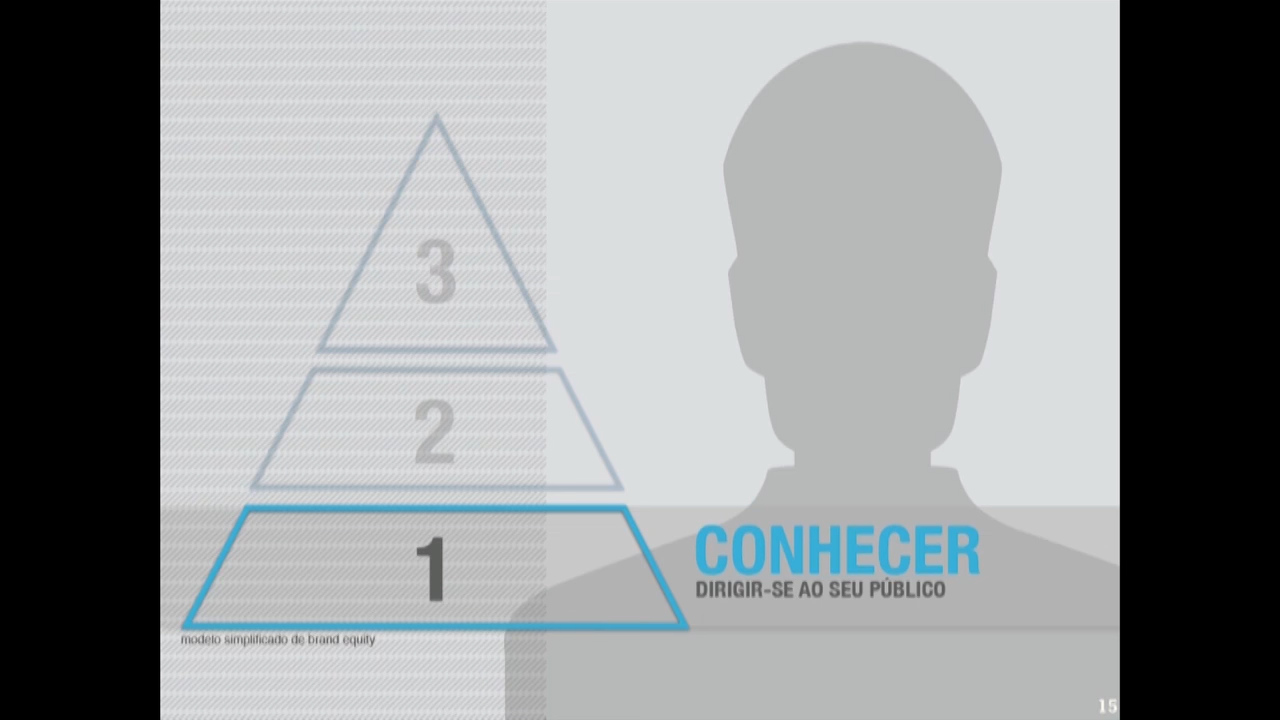 3
2
1
CONHECER
DIRIGIR-SE AO SEU PÚBLICO
modelo simplificado de brand equity
15